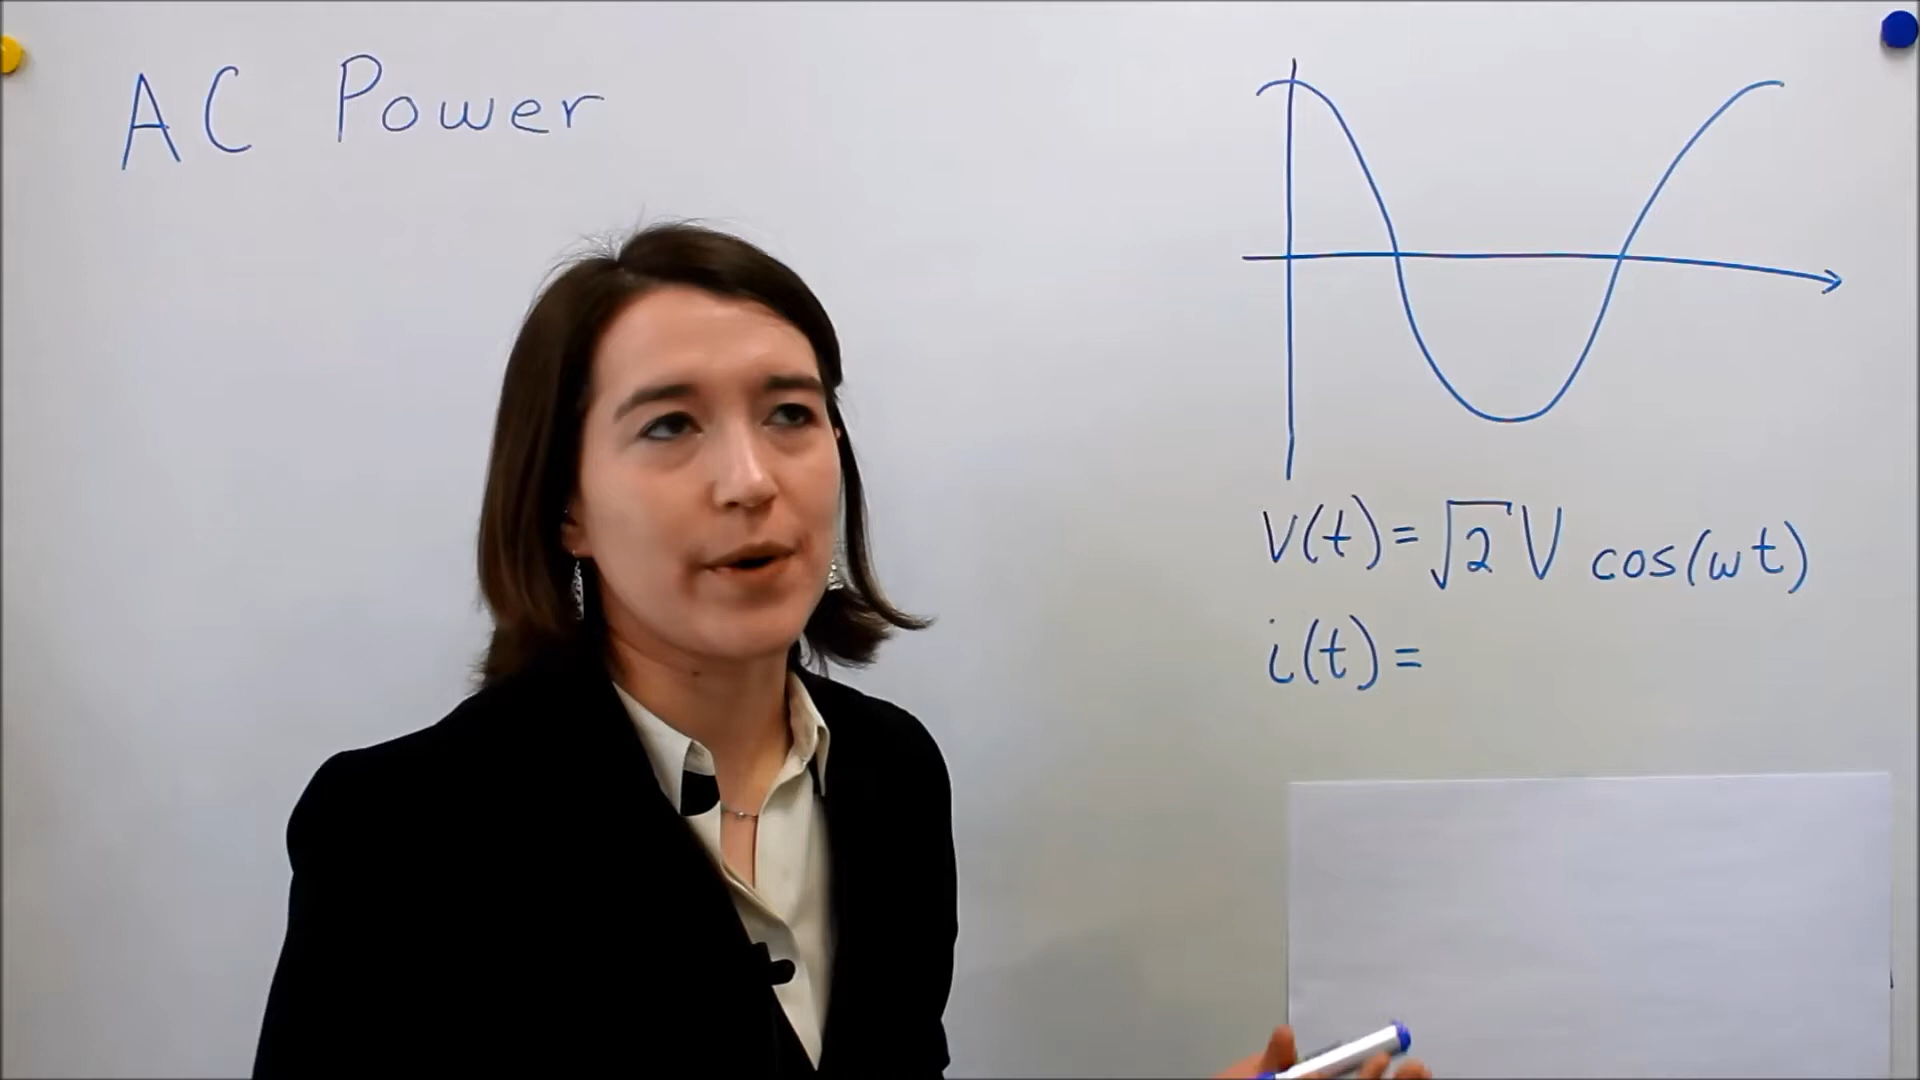 AC Power
v(t)= √2 V cos(ωt)
i(t)=